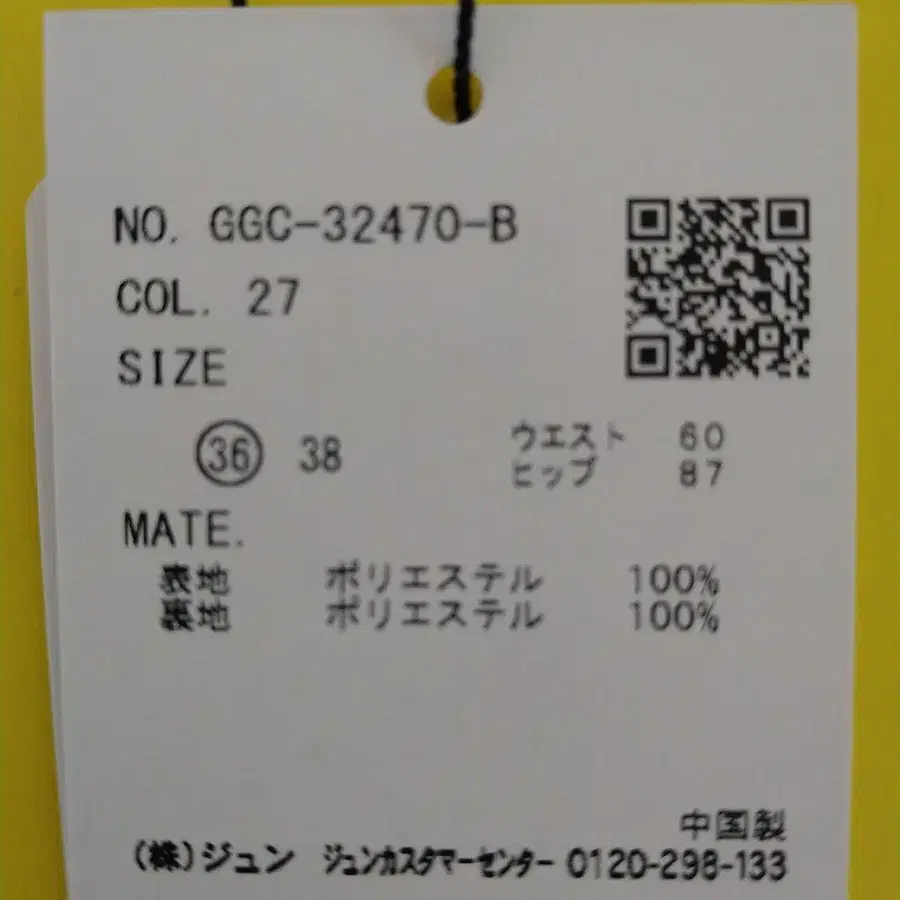 NO. GGC-32470-B
COL. 27
SIZE
36 38 ウエスト 60
ヒップ 87
MATE.
表地 ポリエステル 100%
裏地 ポリエステル 100%
中国製
(株)ジュン ジュンカスタマーセンター 0120-298-133